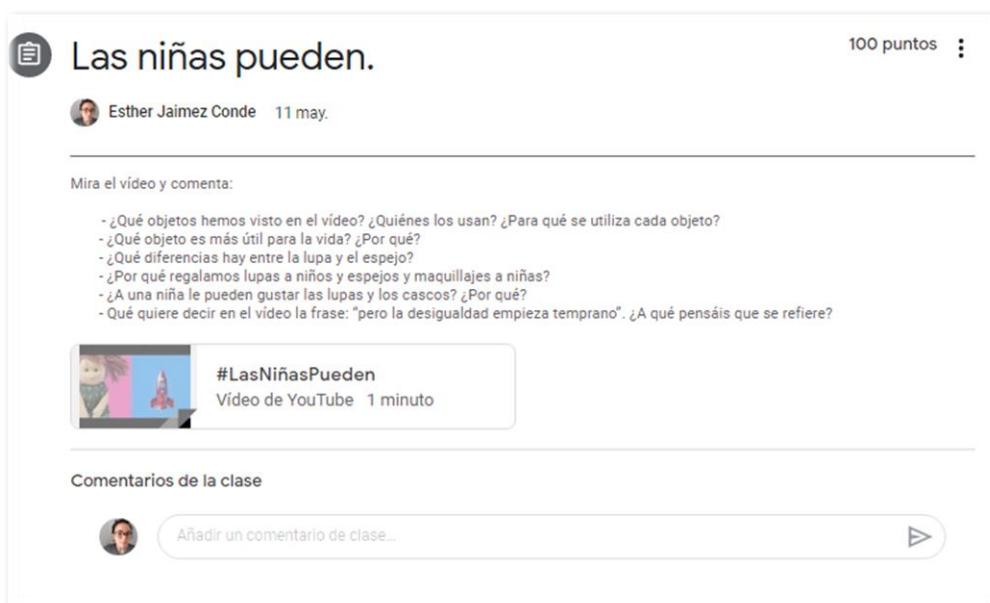 Las niñas pueden.
100 puntos
Esther Jaimez Conde 11 may.
Mira el vídeo y comenta:
- ¿Qué objetos hemos visto en el vídeo? ¿Quiénes los usan? ¿Para qué se utiliza cada objeto?
- ¿Qué objeto es más útil para la vida? ¿Por qué?
- ¿Qué diferencias hay entre la lupa y el espejo?
- ¿Por qué regalamos lupas a niños y espejos y maquillajes a niñas?
- ¿A una niña le pueden gustar las lupas y los cascos? ¿Por qué?
- Qué quiere decir en el vídeo la frase: "pero la desigualdad empieza temprano". ¿A qué pensáis que se refiere?
#LasNiñasPueden
Vídeo de YouTube 1 minuto
Comentarios de la clase
Añadir un comentario de clase...